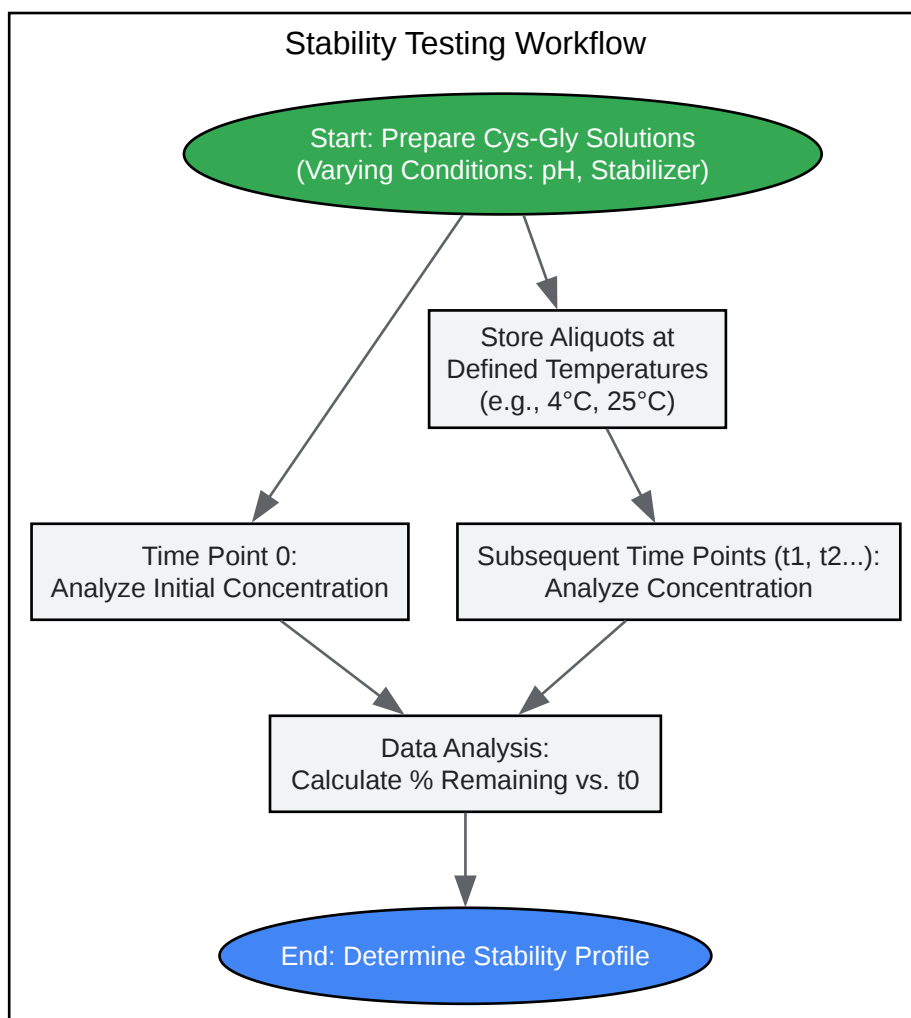 Stability Testing Workflow
Start: Prepare Cys-Gly Solutions
(Varying Conditions: pH, Stabilizer)
Store Aliquots at
Defined Temperatures
(e.g., 4°C, 25°C)
Time Point 0:
Analyze Initial Concentration
Subsequent Time Points (t1, t2...):
Analyze Concentration
Data Analysis:
Calculate % Remaining vs. t0
End: Determine Stability Profile